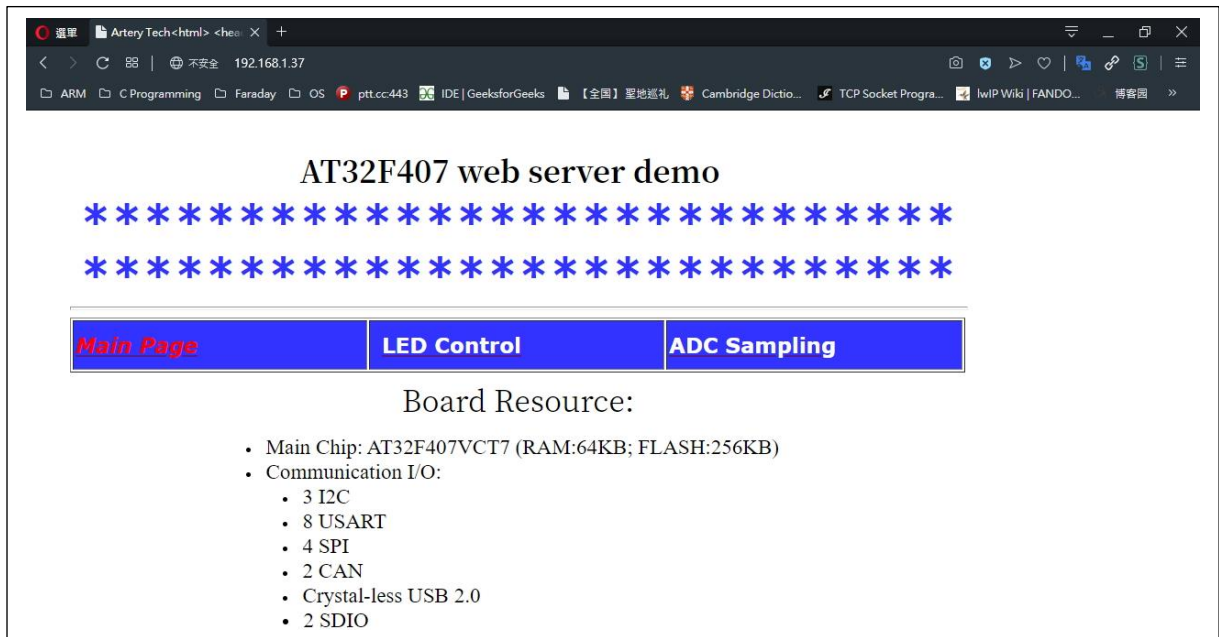 選單 Artery Tech<html> <hea
不安全 192.168.1.37
ARM C Programming Faraday OS ptt.cc:443 IDE | GeeksforGeeks 【全国】聖地巡礼 Cambridge Dictio... TCP Socket Progra... lwIP Wiki | FANDO... 博客园 »
AT32F407 web server demo
****************************
****************************
Main Page LED Control ADC Sampling
Board Resource:
• Main Chip: AT32F407VCT7 (RAM:64KB; FLASH:256KB)
• Communication I/O:
• 3 I2C
• 8 USART
• 4 SPI
• 2 CAN
• Crystal-less USB 2.0
• 2 SDIO